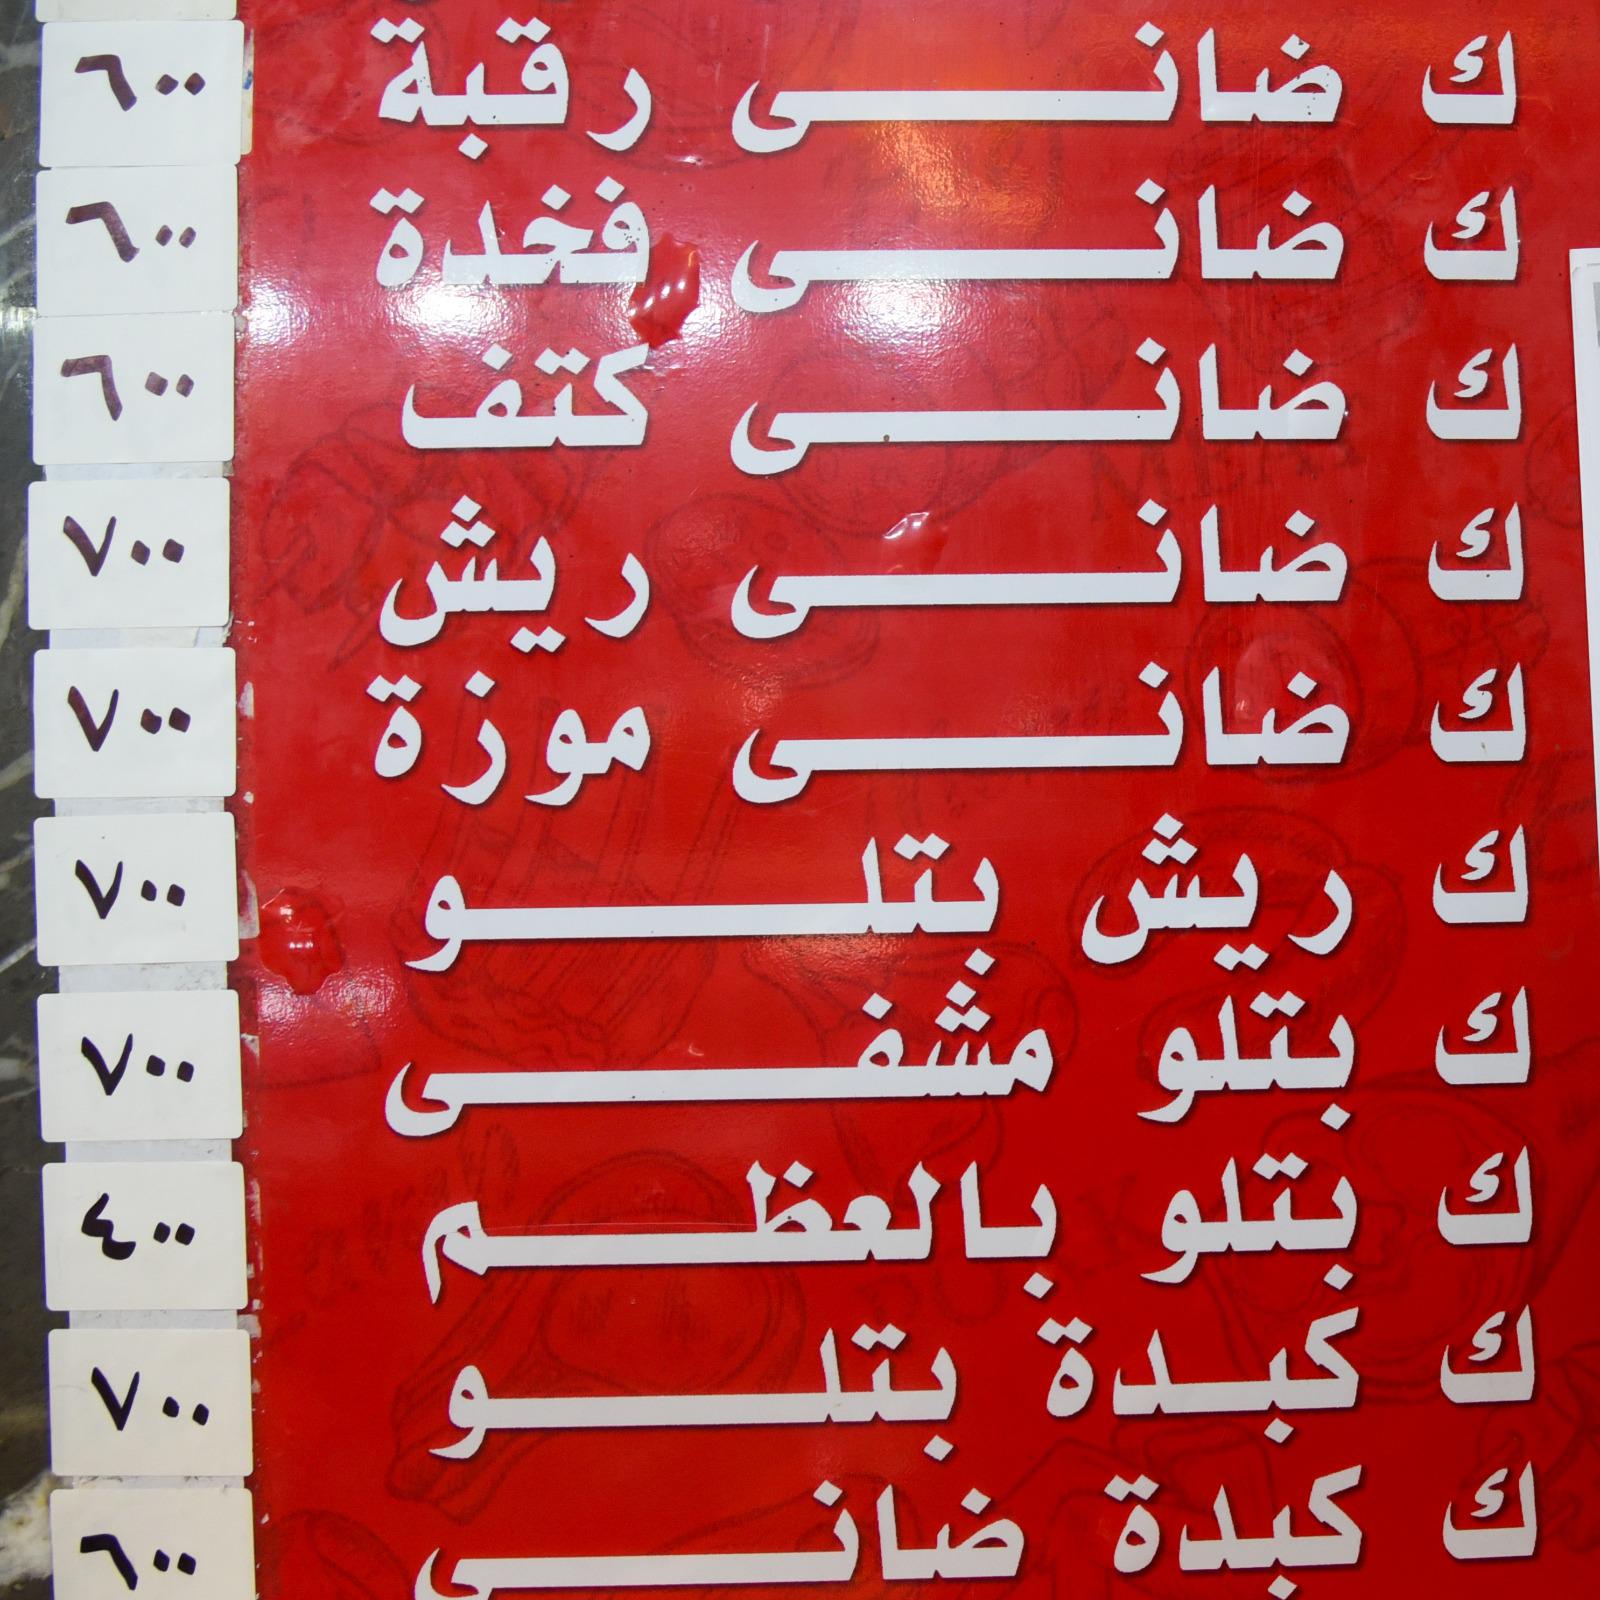 ك ضانى رقبة ٦٠٠
ك ضانى فخدة ٦٠٠
ك ضانى كتف ٦٠٠
ك ضانى ريش ٧٠٠
ك ضانى موزة ٧٠٠
ك ريش بتلو ٧٠٠
ك بتلو مشفى ٧٠٠
ك بتلو بالعظم ٤٠٠
ك كبدة بتلو ٧٠٠
ك كبدة ضانى ٦٠٠